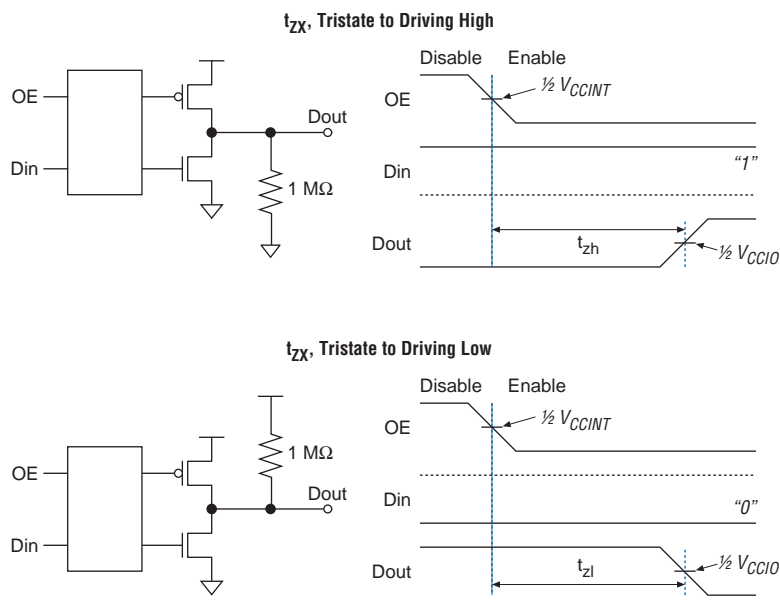 tZX, Tristate to Driving High
Disable Enable
OE
Din
Dout
1 MΩ
OE
½ VCCINT
Din
"1"
Dout
tzh
½ VCCIO
tZX, Tristate to Driving Low
Disable Enable
OE
Din
1 MΩ
Dout
OE
½ VCCINT
Din
"0"
Dout
tzl
½ VCCIO